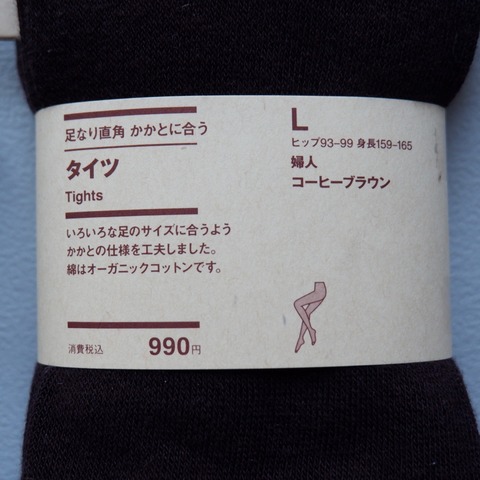 足なり直角 かかとに合う
タイツ
Tights
いろいろな足のサイズに合うよう
かかとの仕様を工夫しました。
綿はオーガニックコットンです。
消費税込 990円
L
ヒップ93-99 身長159-165
婦人
コーヒーブラウン